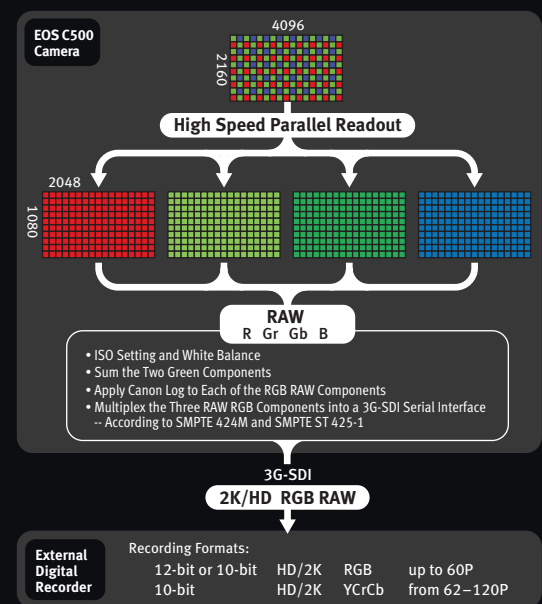 EOS C500
Camera
4096
2160
High Speed Parallel Readout
2048
1080
RAW
R Gr Gb B
• ISO Setting and White Balance
• Sum the Two Green Components
• Apply Canon Log to Each of the RGB RAW Components
• Multiplex the Three RAW RGB Components into a 3G-SDI Serial Interface
-- According to SMPTE 424M and SMPTE ST 425-1
3G-SDI
2K/HD RGB RAW
External
Digital
Recorder
Recording Formats:
12-bit or 10-bit HD/2K RGB up to 60P
10-bit HD/2K YCrCb from 62–120P